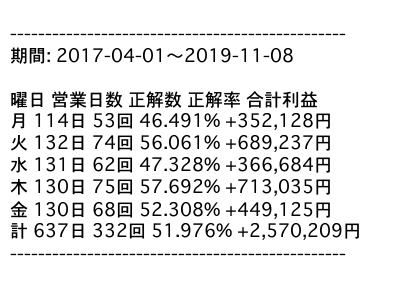 ------------------------------------------------
期間: 2017-04-01〜2019-11-08
曜日 営業日数 正解数 正解率 合計利益
月 114日 53回 46.491% +352,128円
火 132日 74回 56.061% +689,237円
水 131日 62回 47.328% +366,684円
木 130日 75回 57.692% +713,035円
金 130日 68回 52.308% +449,125円
計 637日 332回 51.976% +2,570,209円
------------------------------------------------